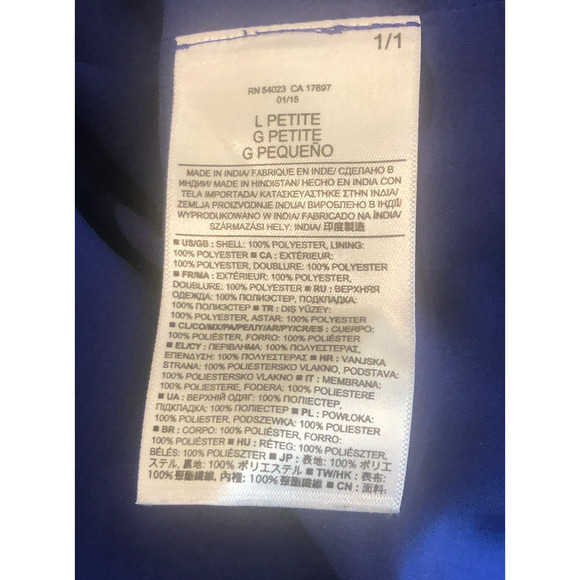 1/1
RN 54023 CA 17897
01/15
L PETITE
G PETITE
G PEQUEÑO
MADE IN INDIA/ FABRIQUE EN INDE/ СДЕЛАНО В
ИНДИИ/ MADE IN HINDISTAN/ HECHO EN INDIA CON
TELA IMPORTADA/ ΚΑΤΑΣΚΕΥΑΣΤΗΚΕ ΣΤΗΝ ΙΝΔΙΑ/
ZEMLJA PROIZVODNJE INDIJA/ ВИРОБЛЕНО В ІНДІЇ/
WYPRODUKOWANO W INDIA/ FABRICADO NA ÍNDIA/
SZÁRMAZÁSI HELY: INDIA/ 印度製造
■ US/GB : SHELL: 100% POLYESTER, LINING:
100% POLYESTER ■ CA : EXTÉRIEUR:
100% POLYESTER, DOUBLURE: 100% POLYESTER
■ FR/MA : EXTÉRIEUR: 100% POLYESTER,
DOUBLURE: 100% POLYESTER ■ RU : ВЕРХНЯЯ
ОДЕЖДА: 100% ПОЛИЭСТЕР, ПОДКЛАДКА:
100% ПОЛИЭСТЕР ■ TR : DIŞ YÜZEY:
100% POLYESTER, ASTAR: 100% POLYESTER
■ CL/CO/MX/PA/PE/UY/AR/PY/CR/ES : CUERPO:
100% POLIÉSTER, FORRO: 100% POLIÉSTER
■ EL/CY : ΠΕΡΙΒΛΗΜΑ: 100% ΠΟΛΥΕΣΤΕΡΑΣ,
ΕΠΕΝΔΥΣΗ: 100% ΠΟΛΥΕΣΤΕΡΑΣ ■ HR : VANJSKA
STRANA: 100% POLIESTERSKO VLAKNO, PODSTAVA:
100% POLIESTERSKO VLAKNO ■ IT : MEMBRANA:
100% POLIESTERE, FODERA: 100% POLIESTERE
■ UA : ВЕРХНІЙ ОДЯГ: 100% ПОЛІЕСТЕР,
ПІДКЛАДКА: 100% ПОЛІЕСТЕР ■ PL : POWŁOKA:
100% POLIESTER, PODSZEWKA: 100% POLIESTER
■ BR : CORPO: 100% POLIÉSTER, FORRO:
100% POLIÉSTER ■ HU : RÉTEG: 100% POLIÉSZTER,
BÉLÉS: 100% POLIÉSZTER ■ JP : 表地: 100% ポリエ
ステル, 裏地: 100% ポリエステル ■ TW/HK : 表布:
100% 聚酯纖維, 內裡: 100% 聚酯纖維 ■ CN : 面料: